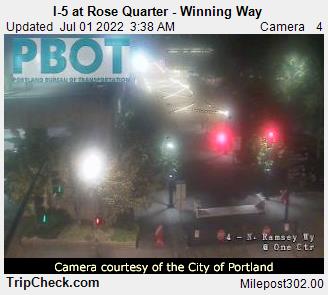 I-5 at Rose Quarter - Winning Way
Updated Jul 01 2022 3:38 AM Camera 4
PBOT
PORTLAND BUREAU OF TRANSPORTATION
4 - N. Ramsey Wy
@ One Ctr
Camera courtesy of the City of Portland
TripCheck.com Milepost302.00